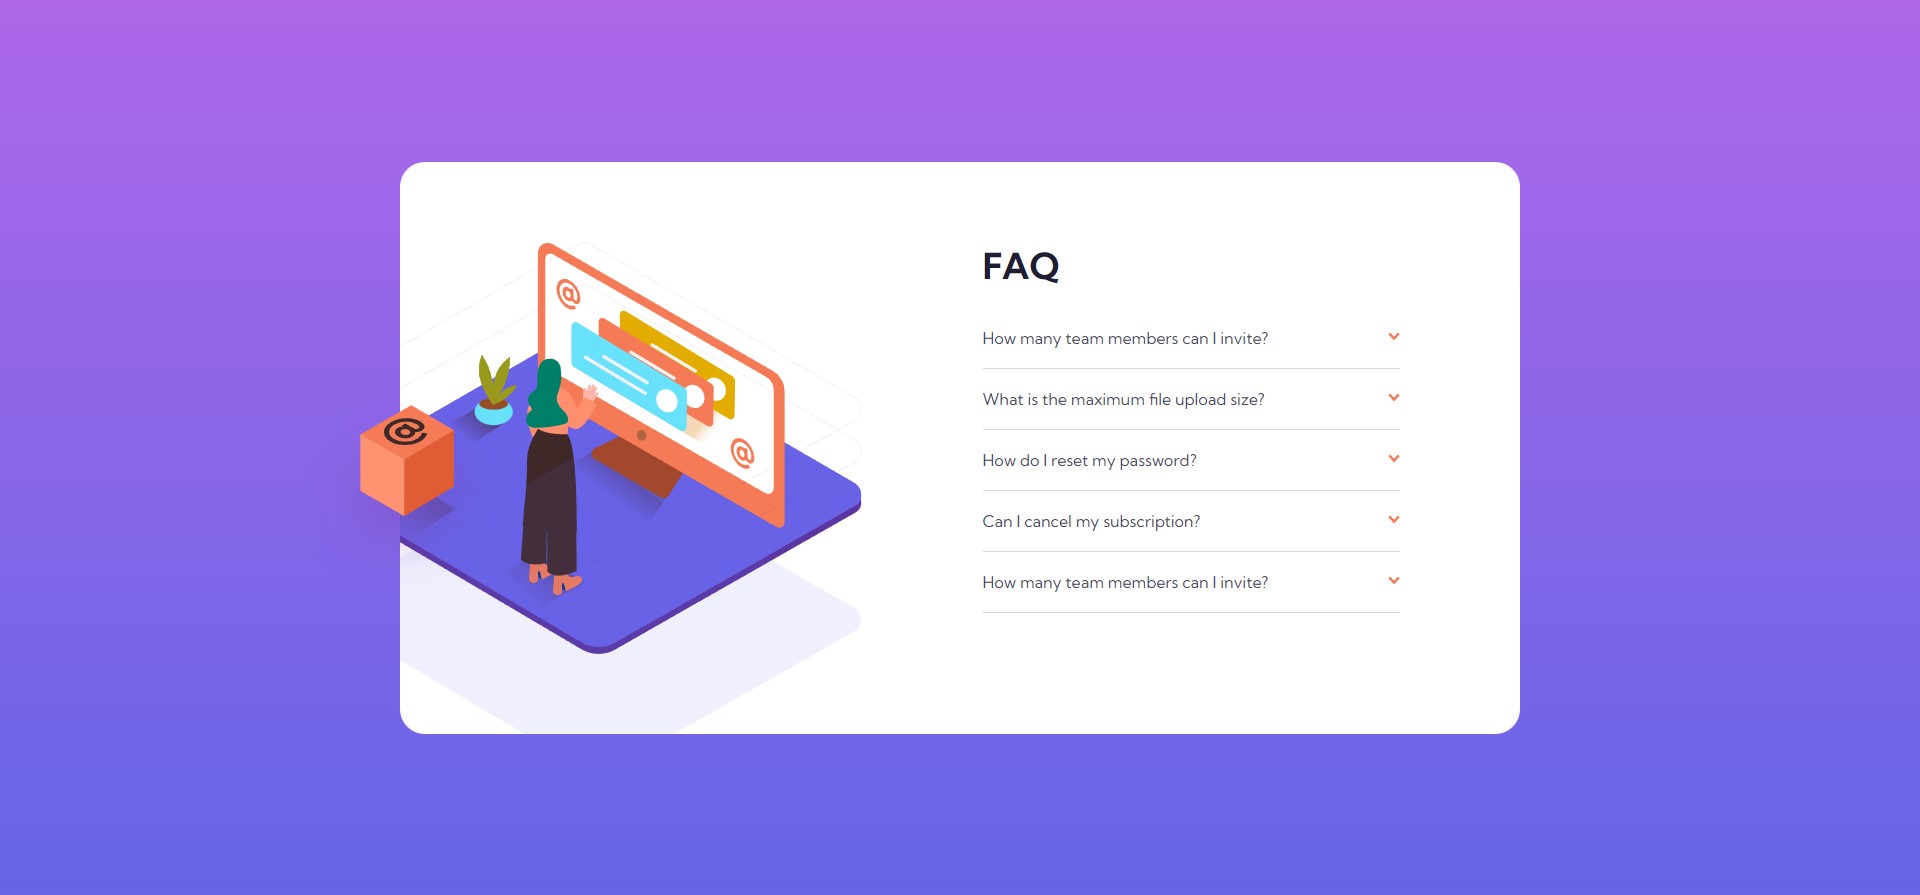 @
@
@
FAQ
How many team members can I invite?
What is the maximum file upload size?
How do I reset my password?
Can I cancel my subscription?
How many team members can I invite?